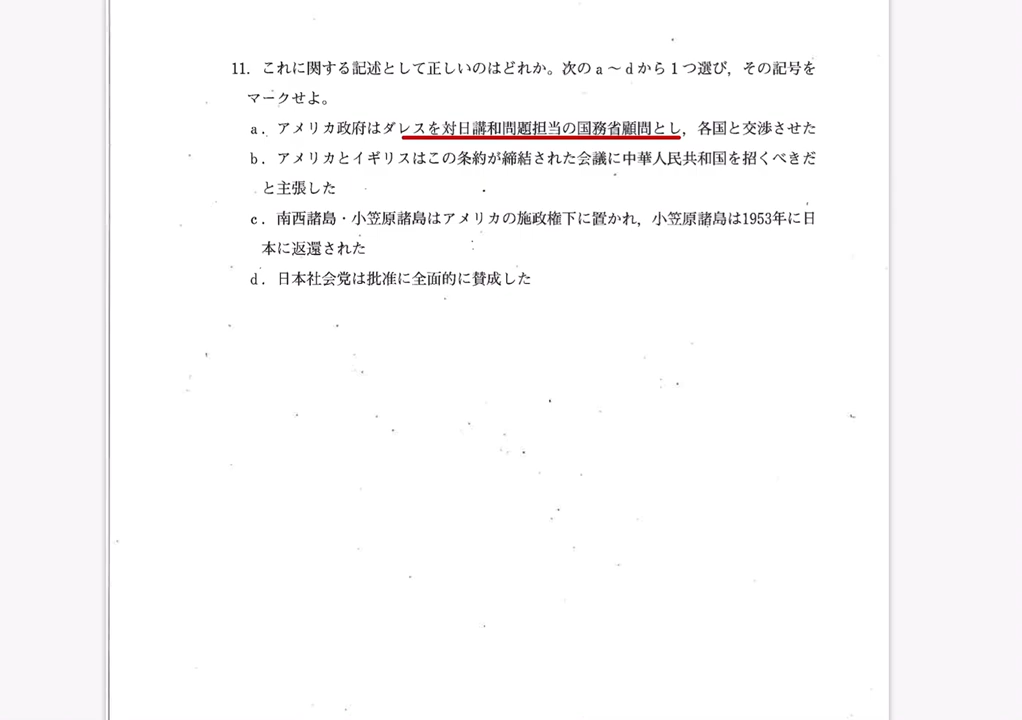 11. これに関する記述として正しいのはどれか。次のa～dから1つ選び，その記号を
マークせよ。
a．アメリカ政府はダレスを対日講和問題担当の国務省顧問とし，各国と交渉させた
b．アメリカとイギリスはこの条約が締結された会議に中華人民共和国を招くべきだ
と主張した
c．南西諸島・小笠原諸島はアメリカの施政権下に置かれ，小笠原諸島は1953年に日
本に返還された
d．日本社会党は批准に全面的に賛成した